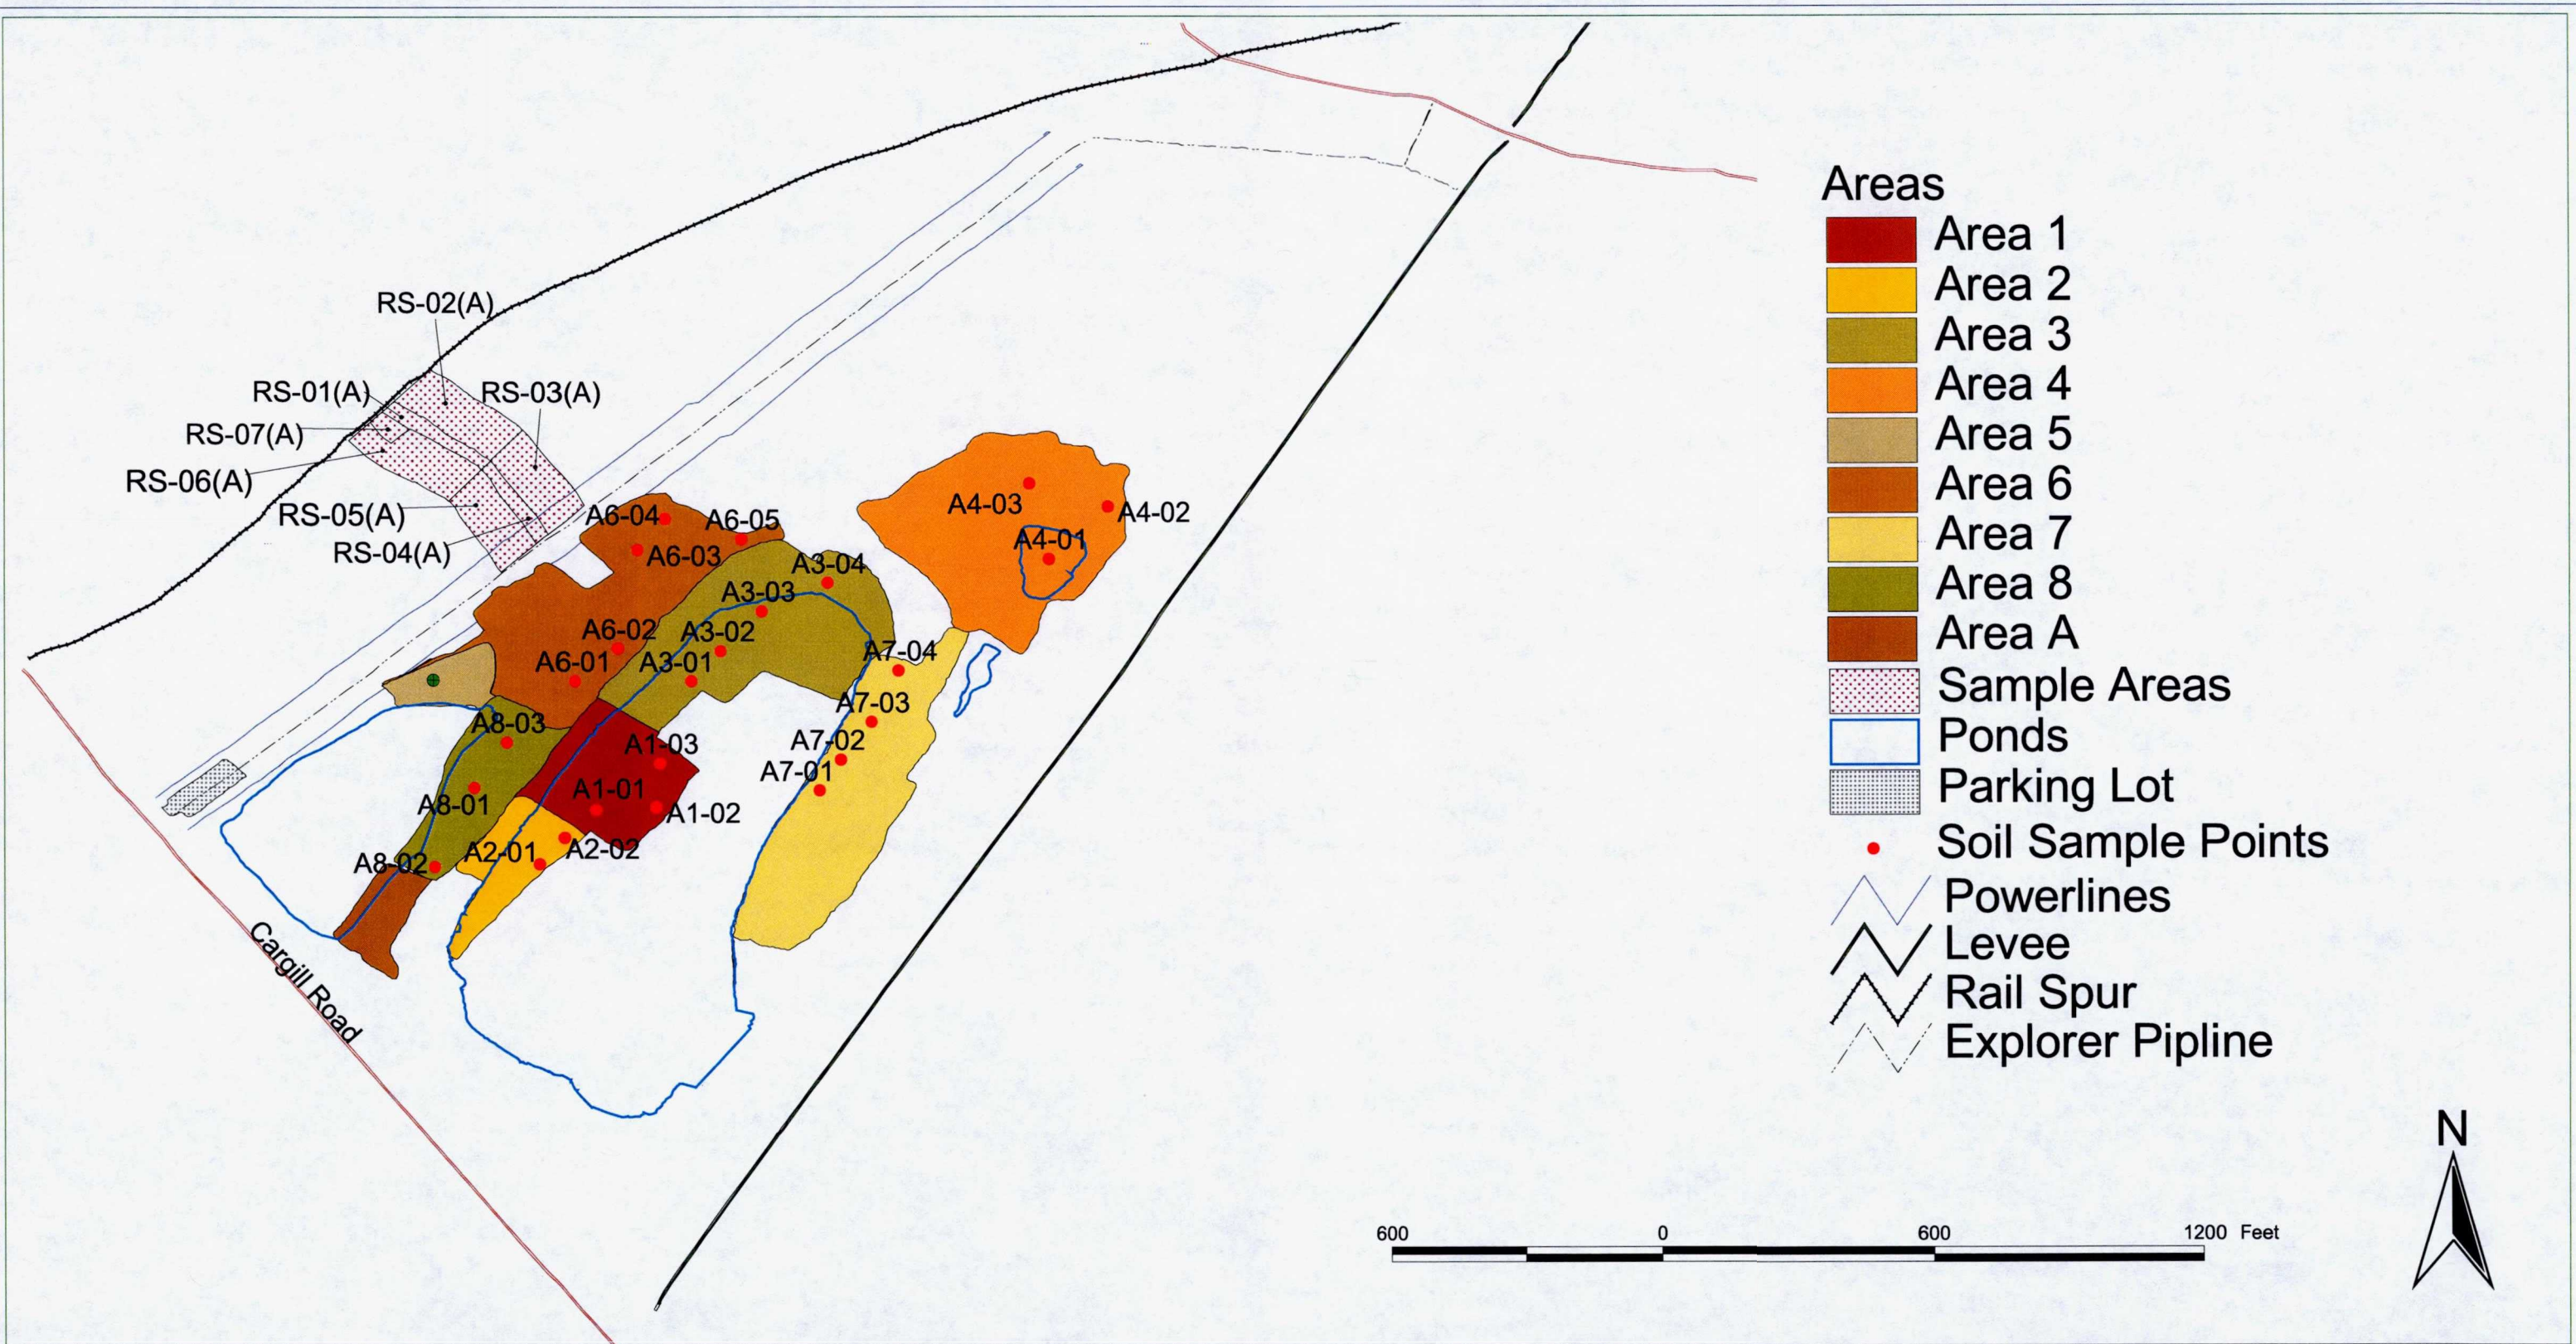 RS-02(A)
RS-01(A)
RS-03(A)
RS-07(A)
RS-06(A)
RS-05(A)
RS-04(A)
A6-04
A6-05
A6-03
A4-03
A4-02
A4-01
A3-04
A3-03
A6-02
A3-02
A6-01
A3-01
A7-04
A7-03
A8-03
A1-03
A7-02
A7-01
A1-01
A8-01
A1-02
A8-02
A2-01
A2-02
Cargill Road
Areas
Area 1
Area 2
Area 3
Area 4
Area 5
Area 6
Area 7
Area 8
Area A
Sample Areas
Ponds
Parking Lot
Soil Sample Points
Powerlines
Levee
Rail Spur
Explorer Pipline
N
600 0 600 1200 Feet